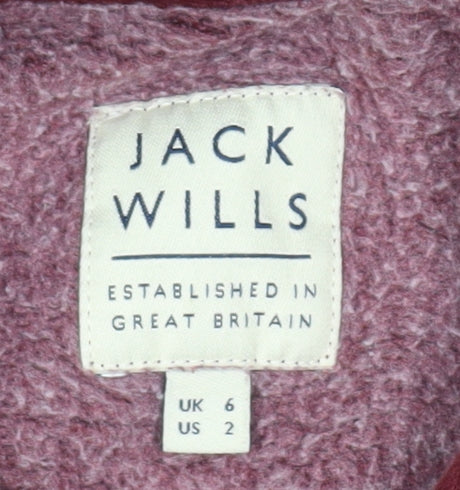 JACK
WILLS
ESTABLISHED IN
GREAT BRITAIN
UK 6
US 2